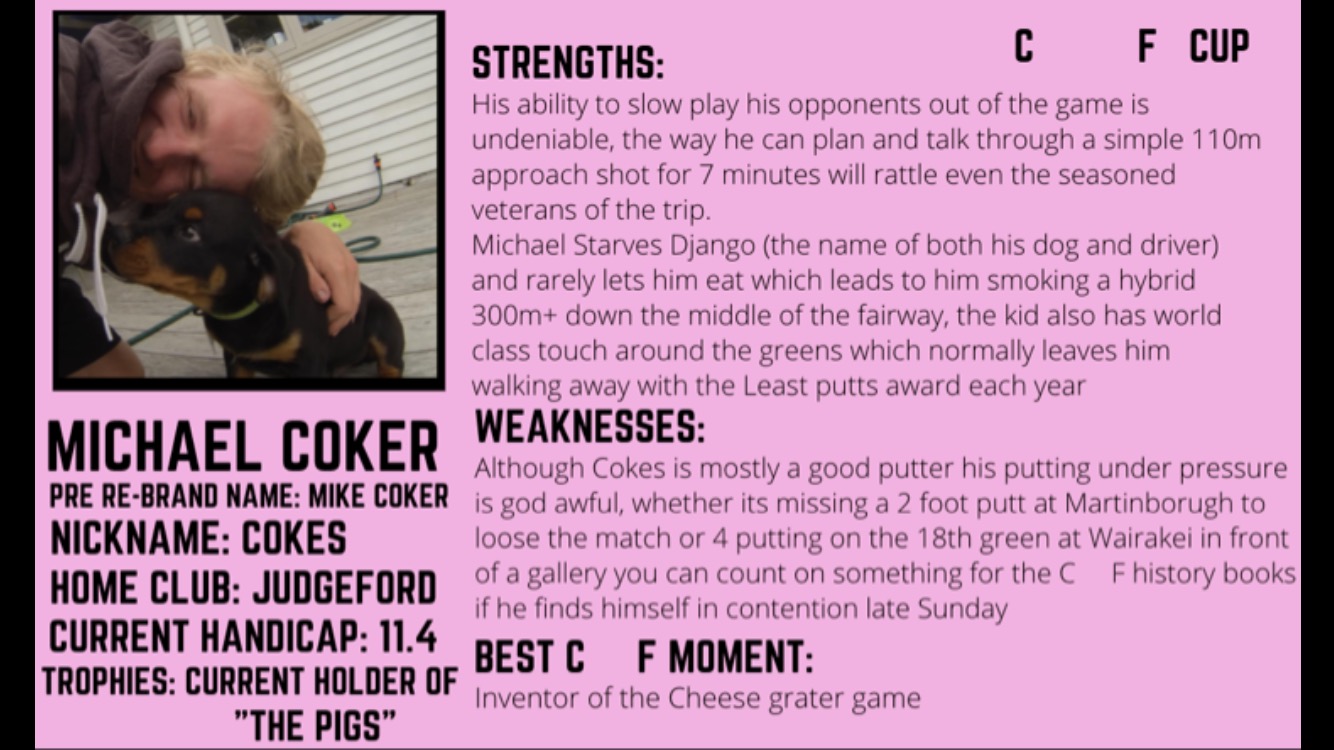 C F CUP
STRENGTHS:
His ability to slow play his opponents out of the game is
undeniable, the way he can plan and talk through a simple 110m
approach shot for 7 minutes will rattle even the seasoned
veterans of the trip.
Michael Starves Django (the name of both his dog and driver)
and rarely lets him eat which leads to him smoking a hybrid
300m+ down the middle of the fairway, the kid also has world
class touch around the greens which normally leaves him
walking away with the Least putts award each year
WEAKNESSES:
Although Cokes is mostly a good putter his putting under pressure
is god awful, whether its missing a 2 foot putt at Martinborugh to
loose the match or 4 putting on the 18th green at Wairakei in front
of a gallery you can count on something for the C F history books
if he finds himself in contention late Sunday
BEST C F MOMENT:
Inventor of the Cheese grater game
MICHAEL COKER
PRE RE-BRAND NAME: MIKE COKER
NICKNAME: COKES
HOME CLUB: JUDGEFORD
CURRENT HANDICAP: 11.4
TROPHIES: CURRENT HOLDER OF
"THE PIGS"